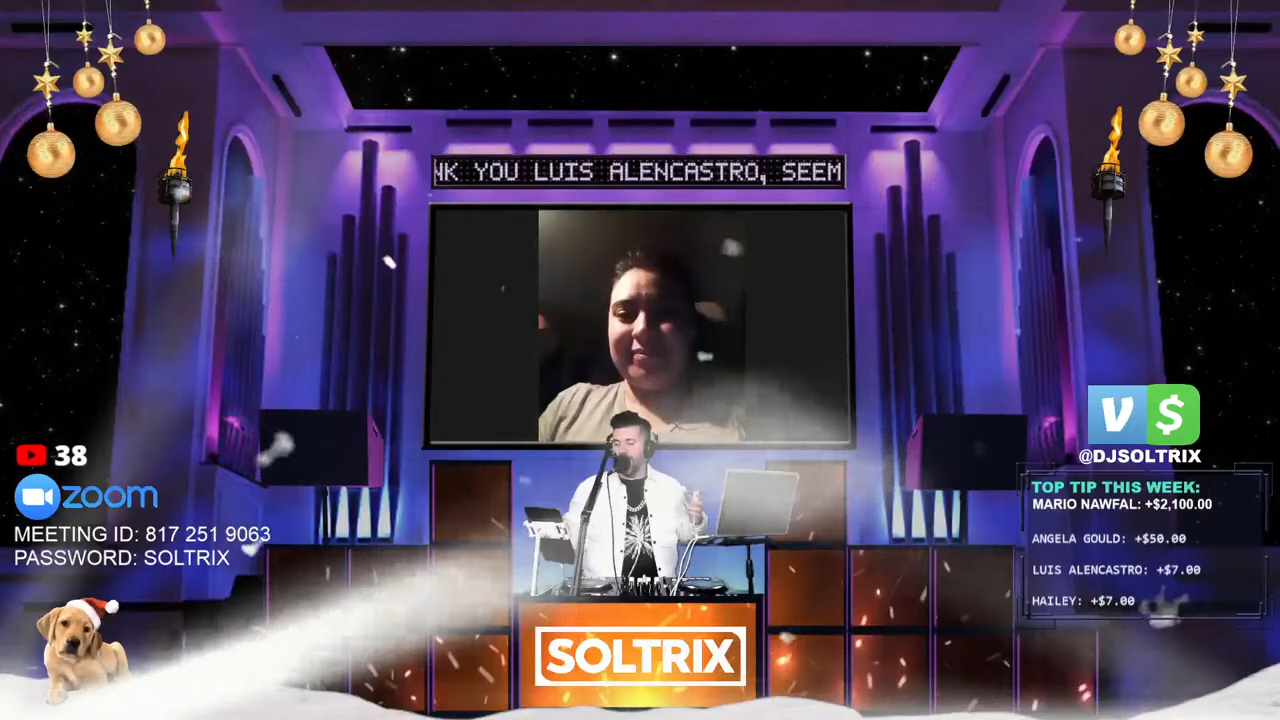 NK YOU LUIS ALENCASTRO, SEEM
38
zoom
MEETING ID: 817 251 9063
PASSWORD: SOLTRIX
V $
@DJSOLTRIX
TOP TIP THIS WEEK:
MARIO NAWFAL: +$2,100.00
ANGELA GOULD: +$50.00
LUIS ALENCASTRO: +$7.00
HAILEY: +$7.00
SOLTRIX